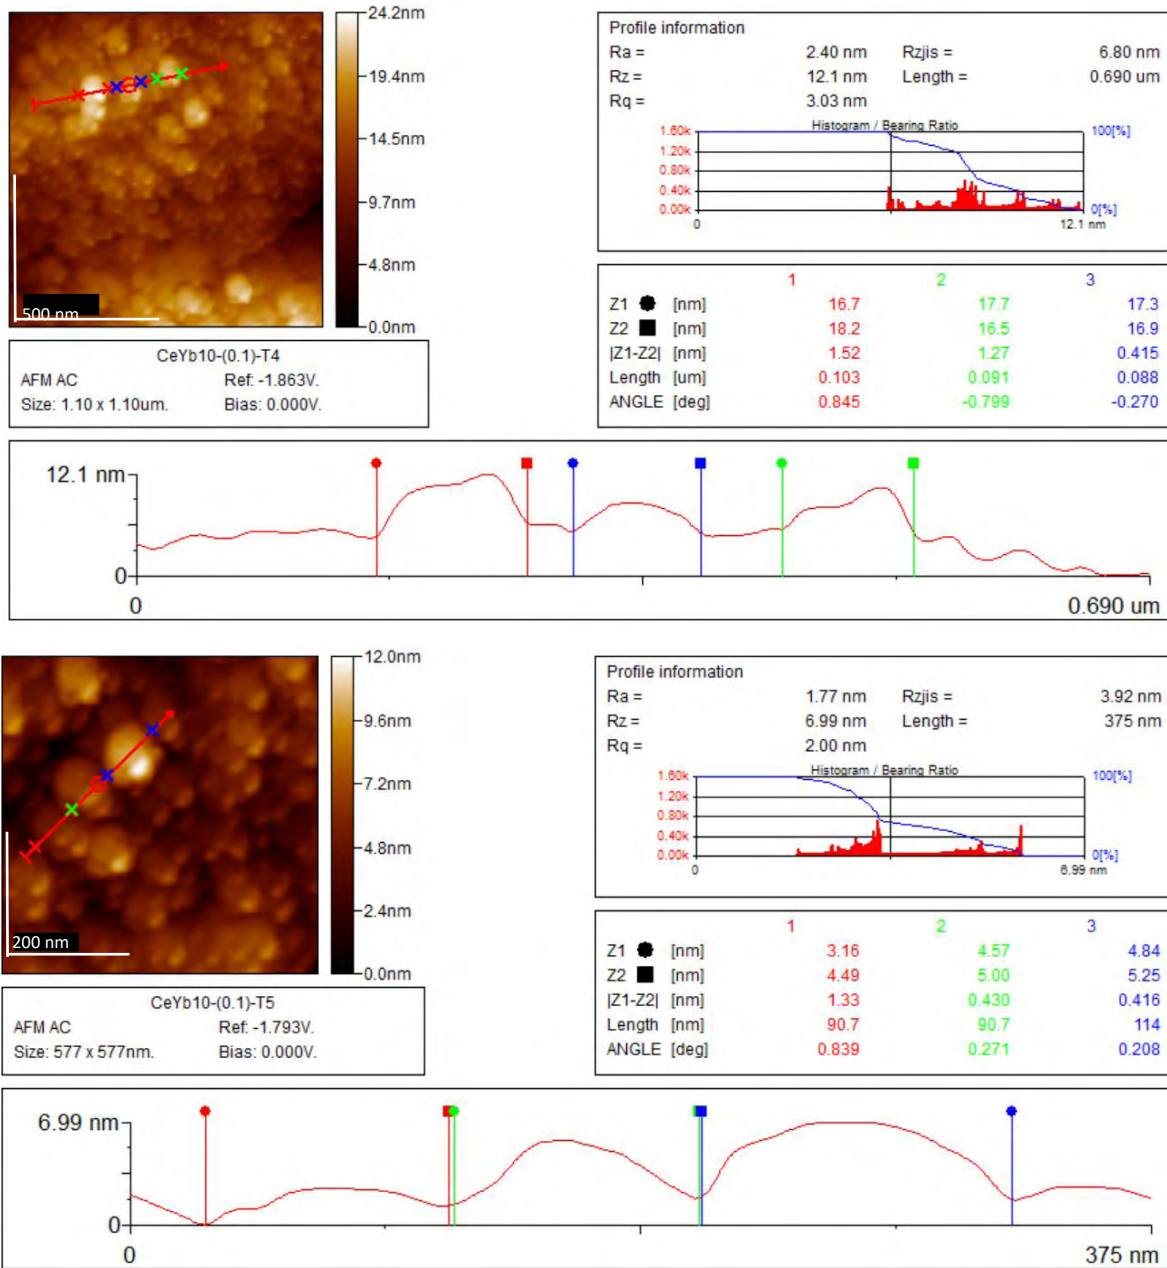 24.2nm
19.4nm
14.5nm
9.7nm
4.8nm
0.0nm
500 nm
CeYb10-(0.1)-T4
AFM AC Ref: -1.863V.
Size: 1.10 x 1.10um. Bias: 0.000V.
Profile information
Ra = 2.40 nm Rzjis = 6.80 nm
Rz = 12.1 nm Length = 0.690 um
Rq = 3.03 nm
Histogram / Bearing Ratio
1.60k 100[%]
1.20k
0.80k
0.40k
0.00k 0[%]
0 12.1 nm
1 2 3
Z1 [nm] 16.7 17.7 17.3
Z2 [nm] 18.2 16.5 16.9
|Z1-Z2| [nm] 1.52 1.27 0.415
Length [um] 0.103 0.091 0.088
ANGLE [deg] 0.845 -0.799 -0.270
12.1 nm
0
0 0.690 um
12.0nm
9.6nm
7.2nm
4.8nm
2.4nm
0.0nm
200 nm
CeYb10-(0.1)-T5
AFM AC Ref: -1.793V.
Size: 577 x 577nm. Bias: 0.000V.
Profile information
Ra = 1.77 nm Rzjis = 3.92 nm
Rz = 6.99 nm Length = 375 nm
Rq = 2.00 nm
Histogram / Bearing Ratio
1.60k 100[%]
1.20k
0.80k
0.40k
0.00k 0[%]
0 6.99 nm
1 2 3
Z1 [nm] 3.16 4.57 4.84
Z2 [nm] 4.49 5.00 5.25
|Z1-Z2| [nm] 1.33 0.430 0.416
Length [nm] 90.7 90.7 114
ANGLE [deg] 0.839 0.271 0.208
6.99 nm
0
0 375 nm